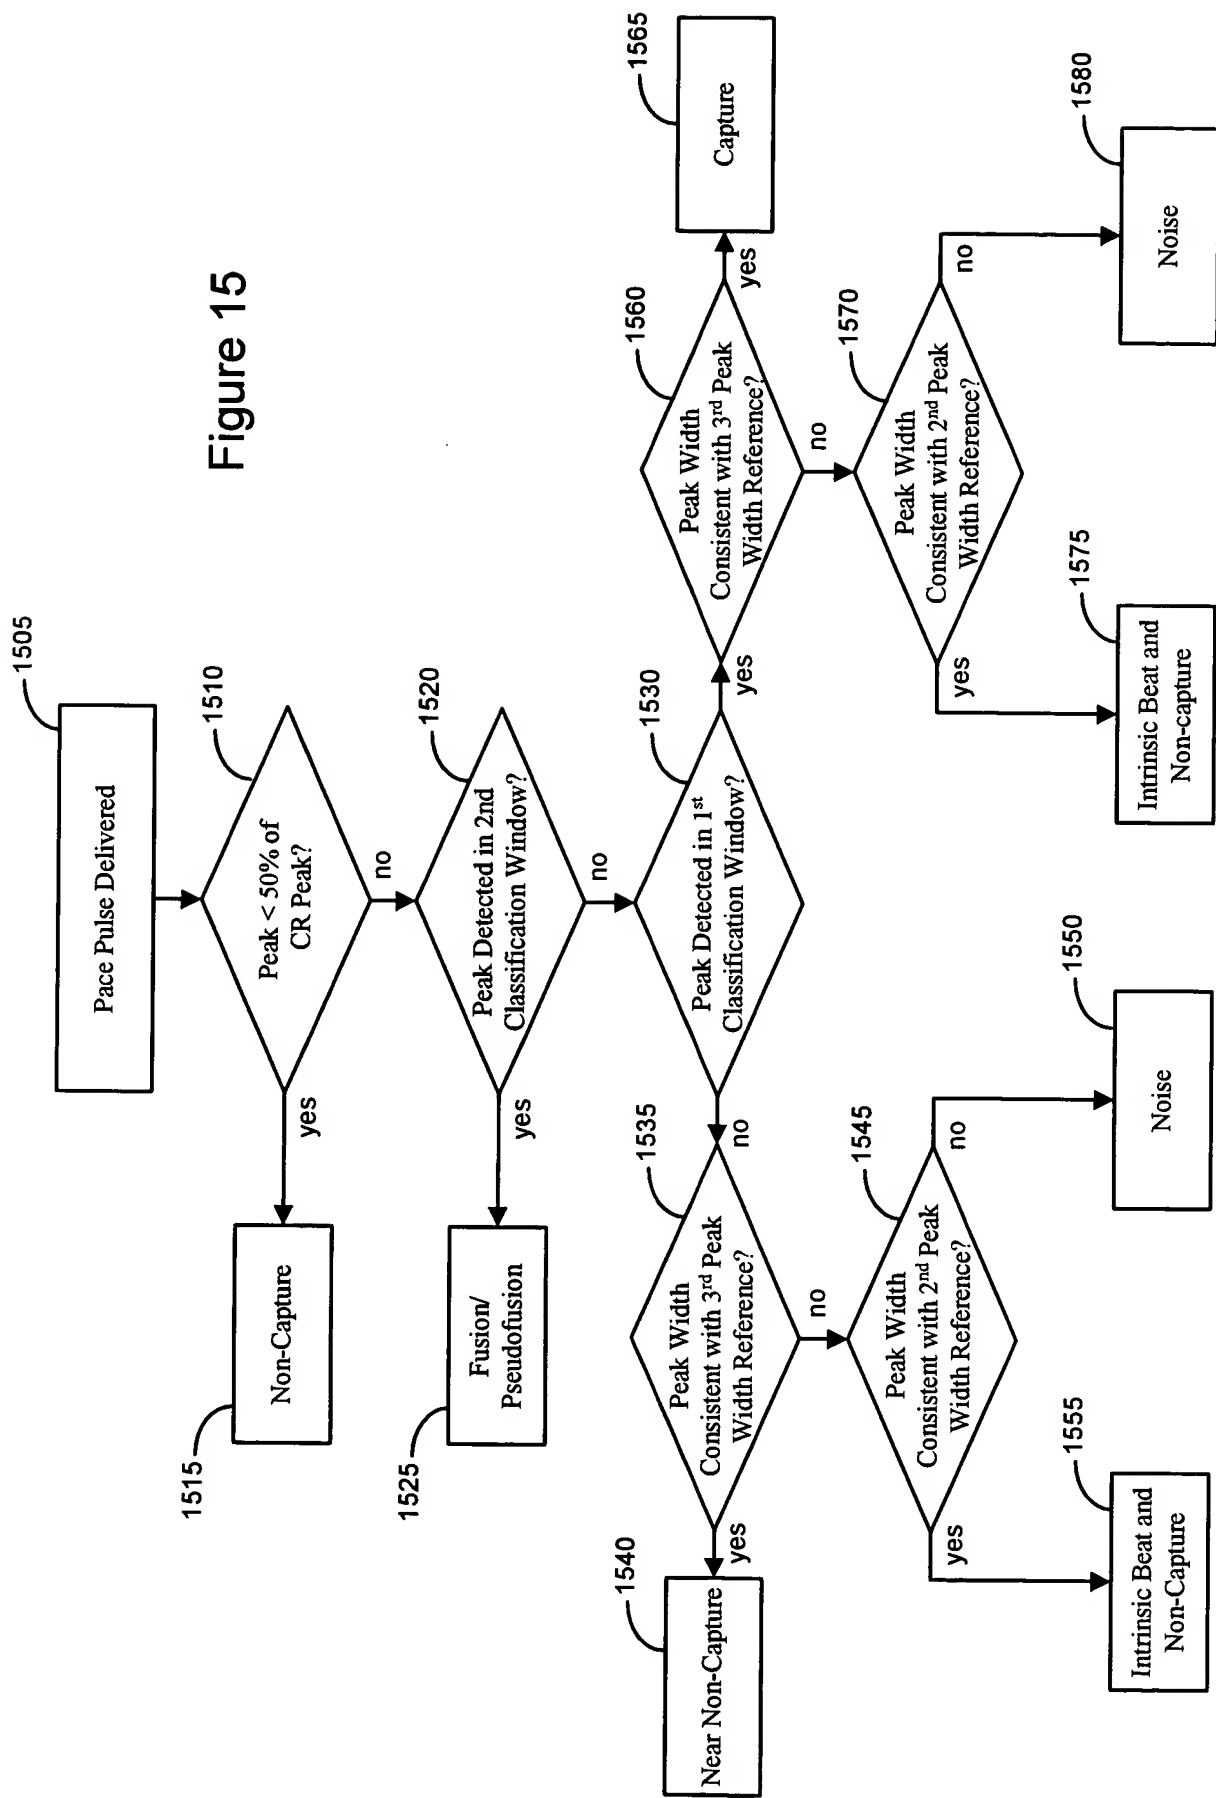 Figure 15
1505
Pace Pulse Delivered
1510
Peak < 50% of
CR Peak?
yes
no
1515
Non-Capture
1520
Peak Detected in 2nd
Classification Window?
yes
no
1525
Fusion/
Pseudofusion
1530
Peak Detected in 1st
Classification Window?
no
yes
1535
Peak Width
Consistent with 3rd Peak
Width Reference?
yes
no
1540
Near Non-Capture
1545
Peak Width
Consistent with 2nd Peak
Width Reference?
yes
no
1555
Intrinsic Beat and
Non-Capture
1550
Noise
1560
Peak Width
Consistent with 3rd Peak
Width Reference?
yes
no
1565
Capture
1570
Peak Width
Consistent with 2nd Peak
Width Reference?
yes
no
1575
Intrinsic Beat and
Non-capture
1580
Noise